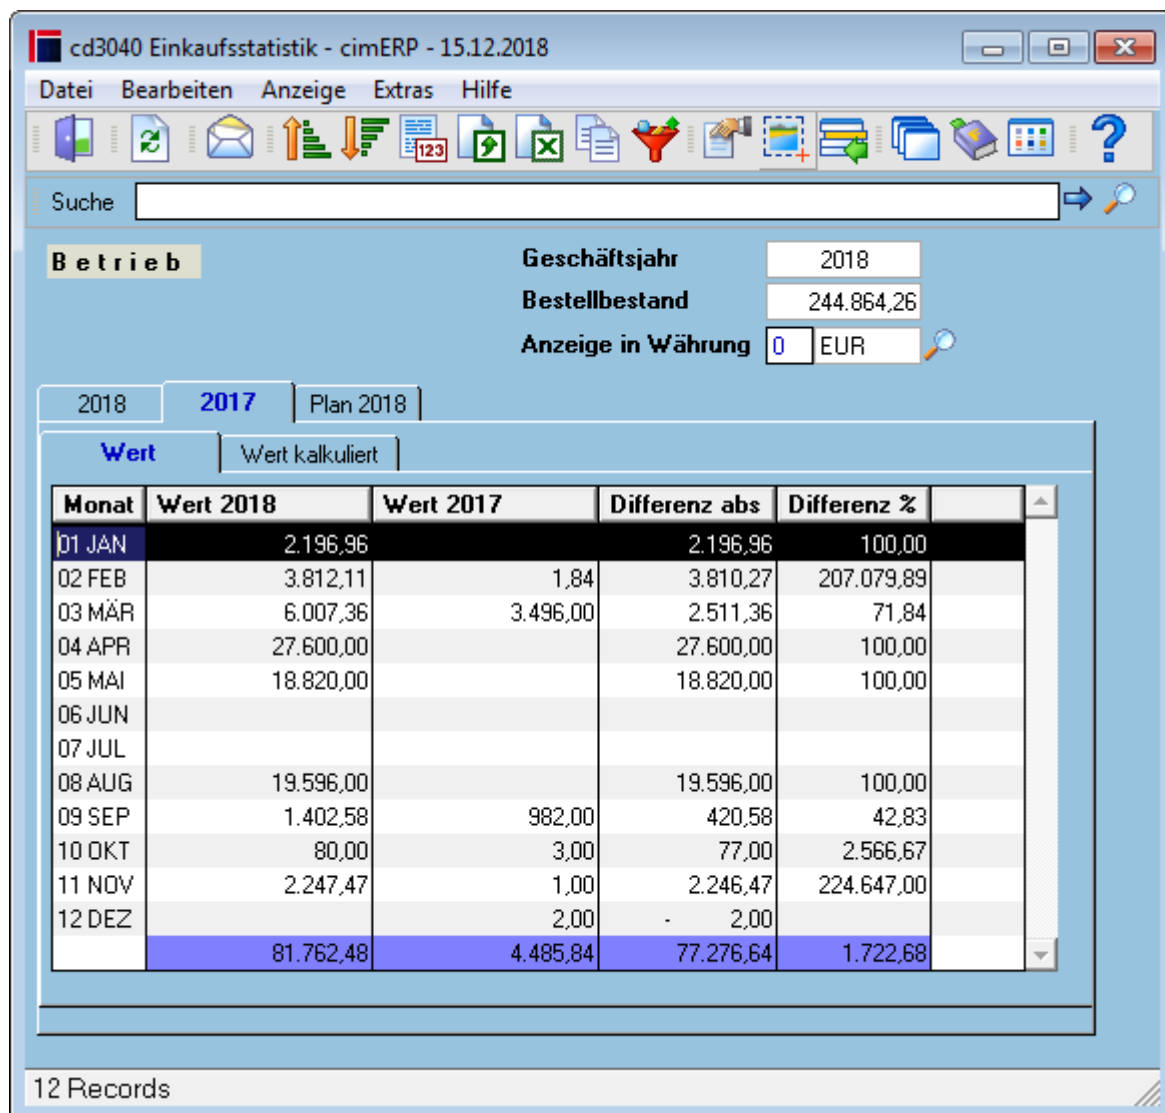 cd3040 Einkaufsstatistik - cimERP - 15.12.2018
Datei Bearbeiten Anzeige Extras Hilfe
123
Suche
Betrieb
Geschäftsjahr 2018
Bestellbestand 244.864,26
Anzeige in Währung 0 EUR
2018 2017 Plan 2018
Wert Wert kalkuliert
Monat Wert 2018 Wert 2017 Differenz abs Differenz %
01 JAN 2.196,96 2.196,96 100,00
02 FEB 3.812,11 1,84 3.810,27 207.079,89
03 MÄR 6.007,36 3.496,00 2.511,36 71,84
04 APR 27.600,00 27.600,00 100,00
05 MAI 18.820,00 18.820,00 100,00
06 JUN
07 JUL
08 AUG 19.596,00 19.596,00 100,00
09 SEP 1.402,58 982,00 420,58 42,83
10 OKT 80,00 3,00 77,00 2.566,67
11 NOV 2.247,47 1,00 2.246,47 224.647,00
12 DEZ 2,00 - 2,00
81.762,48 4.485,84 77.276,64 1.722,68
12 Records